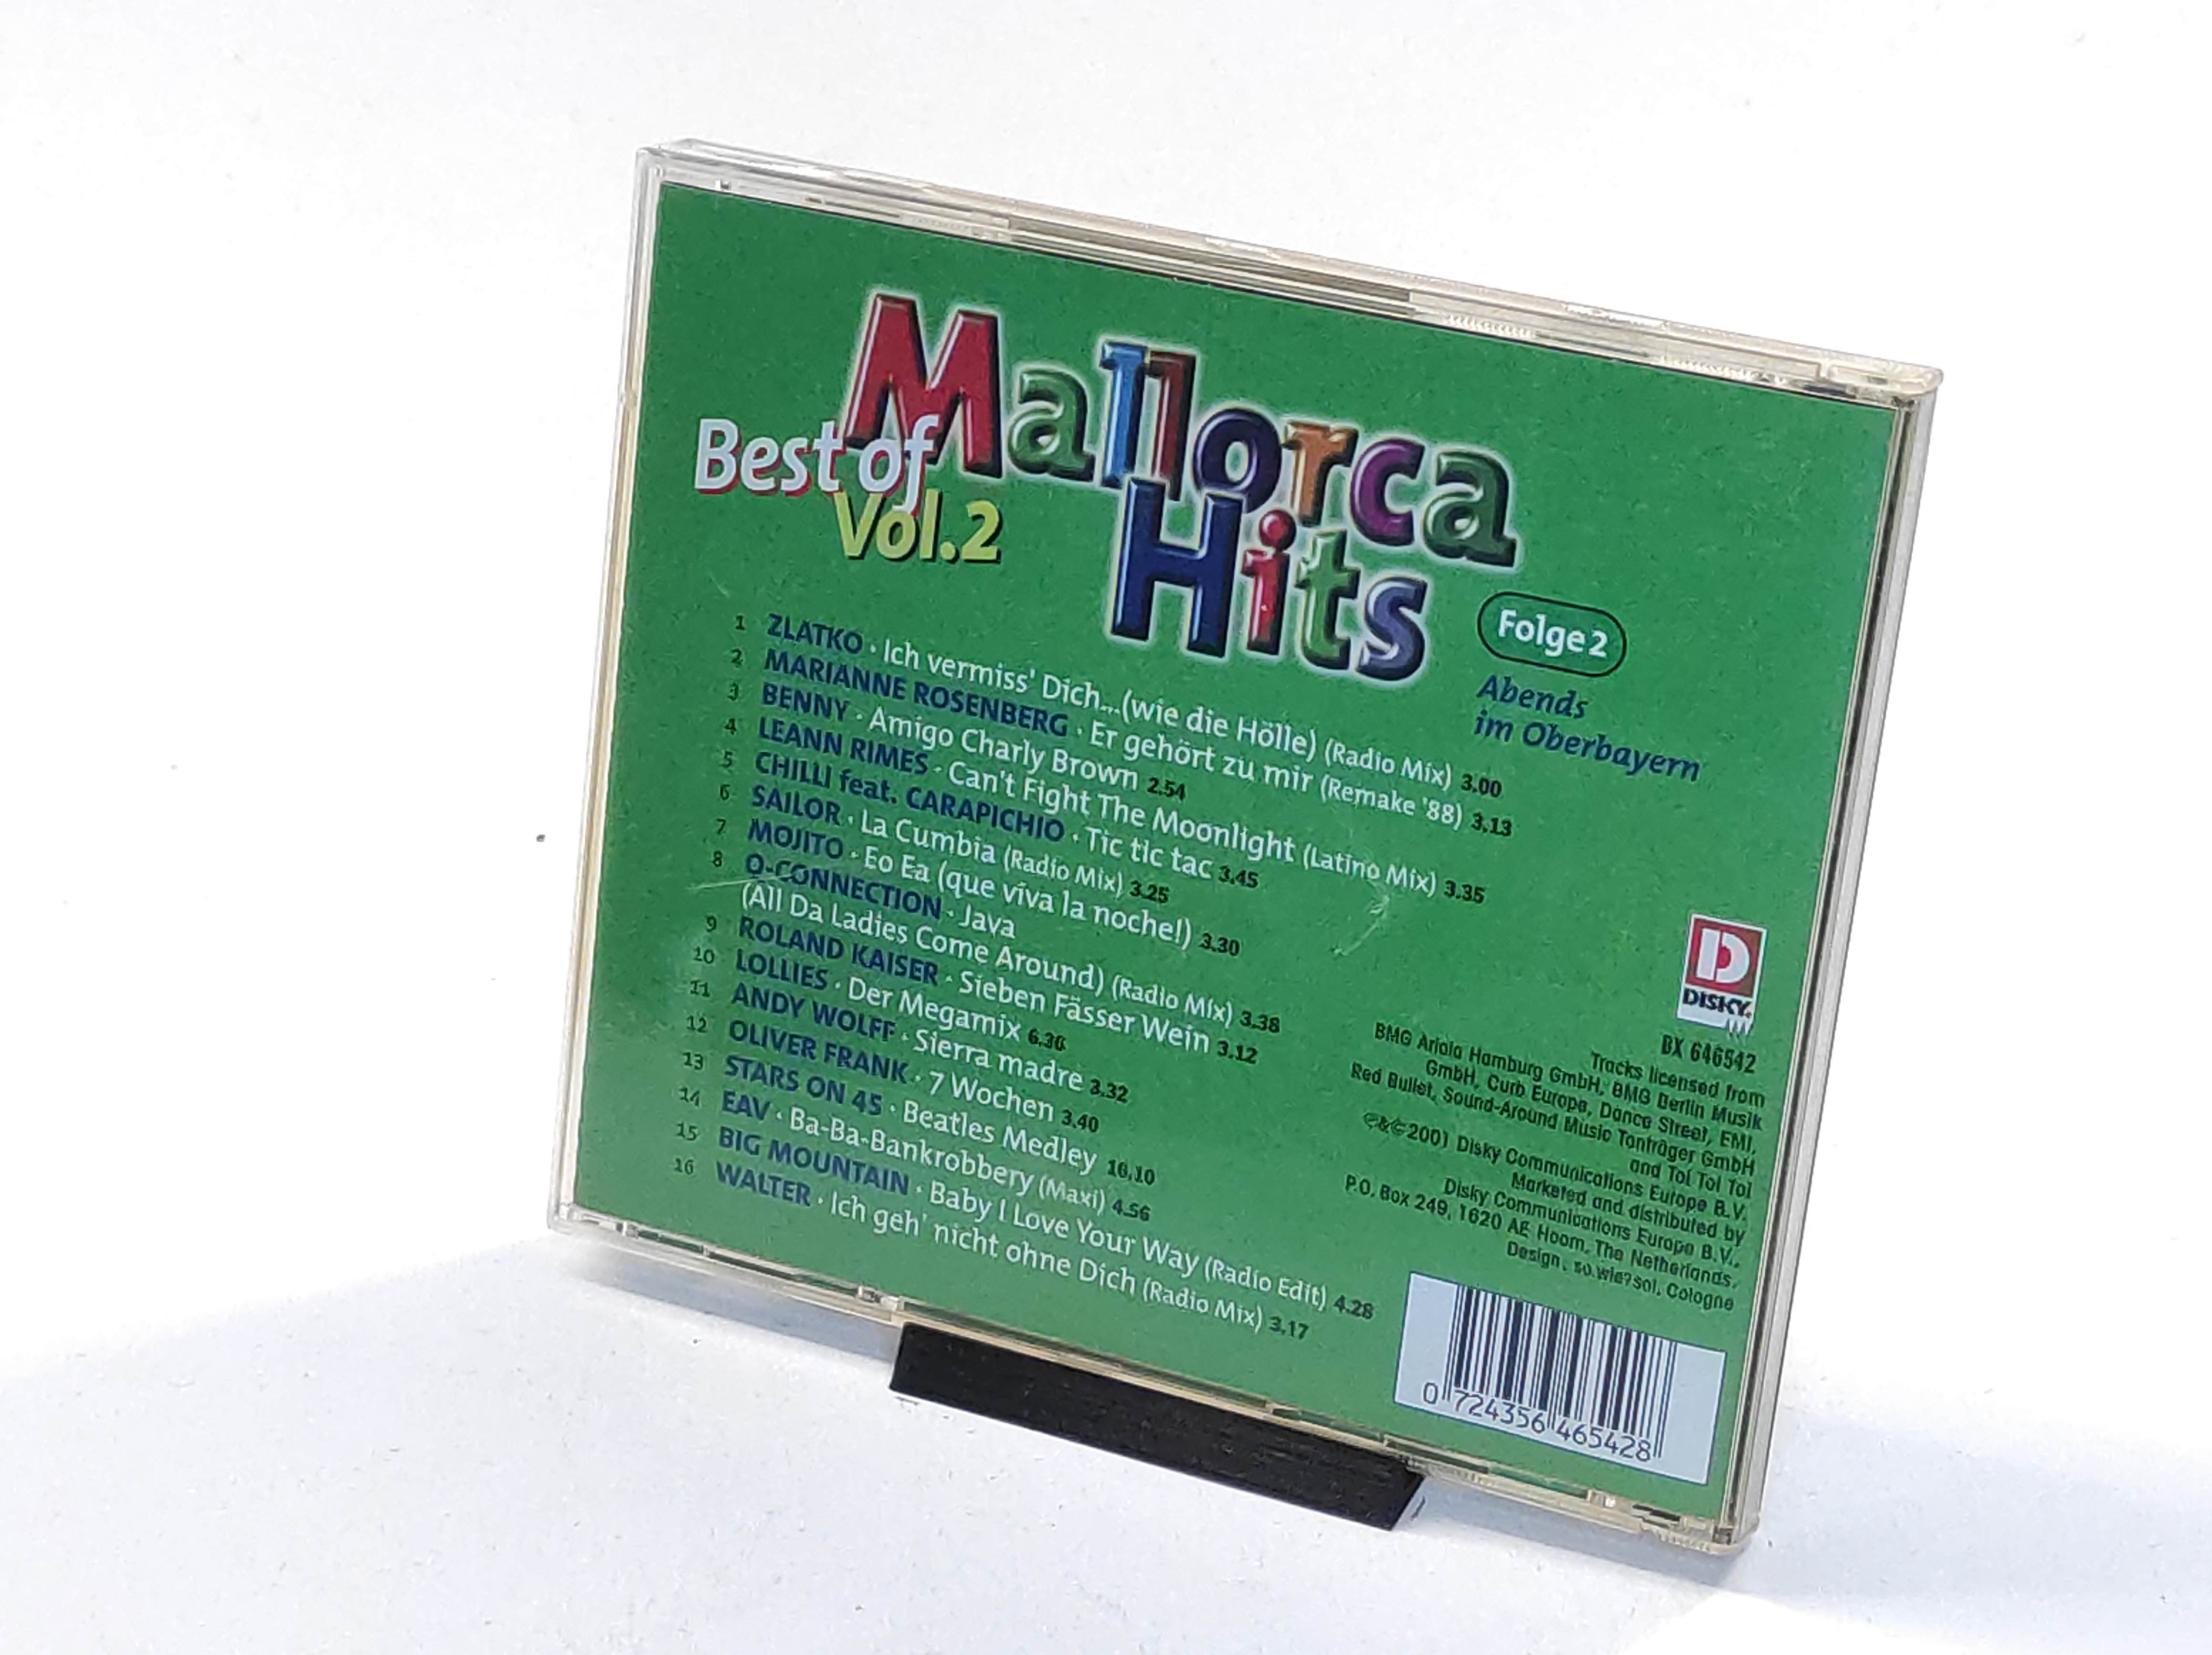 Best of
Mallorca
Vol.2
Hits
Folge 2
Abends
im Oberbayern
1 ZLATKO · Ich vermiss' Dich...(wie die Hölle) (Radio Mix) 3.00
2 MARIANNE ROSENBERG · Er gehört zu mir (Remake '88) 3.13
3 BENNY · Amigo Charly Brown 2.54
4 LEANN RIMES · Can't Fight The Moonlight (Latino Mix) 3.35
5 CHILLI feat. CARAPICHIO · Tic tic tac 3.45
6 SAILOR · La Cumbia (Radio Mix) 3.25
7 MOJITO · Eo Ea (que viva la noche!) 3.30
8 Q-CONNECTION · Java
(All Da Ladies Come Around) (Radio Mix) 3.38
9 ROLAND KAISER · Sieben Fässer Wein 3.12
10 LOLLIES · Der Megamix 6.36
11 ANDY WOLFF · Sierra madre 3.32
12 OLIVER FRANK · 7 Wochen 3.40
13 STARS ON 45 · Beatles Medley 16.10
14 EAV · Ba-Ba-Bankrobbery (Maxi) 4.56
15 BIG MOUNTAIN · Baby I Love Your Way (Radio Edit) 4.28
16 WALTER · Ich geh' nicht ohne Dich (Radio Mix) 3.17
DISKY.
BX 646542
Tracks licensed from
BMG Ariola Hamburg GmbH, BMG Berlin Musik
GmbH, Curb Europe, Dance Street, EMI,
Red Bullet, Sound-Around Music Tonträger GmbH
and Tol Tol Tol
℗&©2001 Disky Communications Europe B.V.
Marketed and distributed by
Disky Communications Europe B.V.,
P.O. Box 249, 1620 AE Hoorn, The Netherlands.
Design: so.wie?so!, Cologne
0 724356 465428